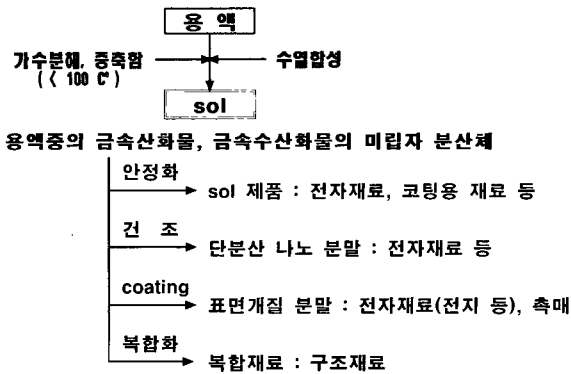 용 액
가수분해, 중축합
(< 100 C°)
수열합성
sol
용액중의 금속산화물, 금속수산화물의 미립자 분산체
안정화
sol 제품 : 전자재료, 코팅용 재료 등
건 조
단분산 나노 분말 : 전자재료 등
coating
표면개질 분말 : 전자재료(전지 등), 촉매
복합화
복합재료 : 구조재료